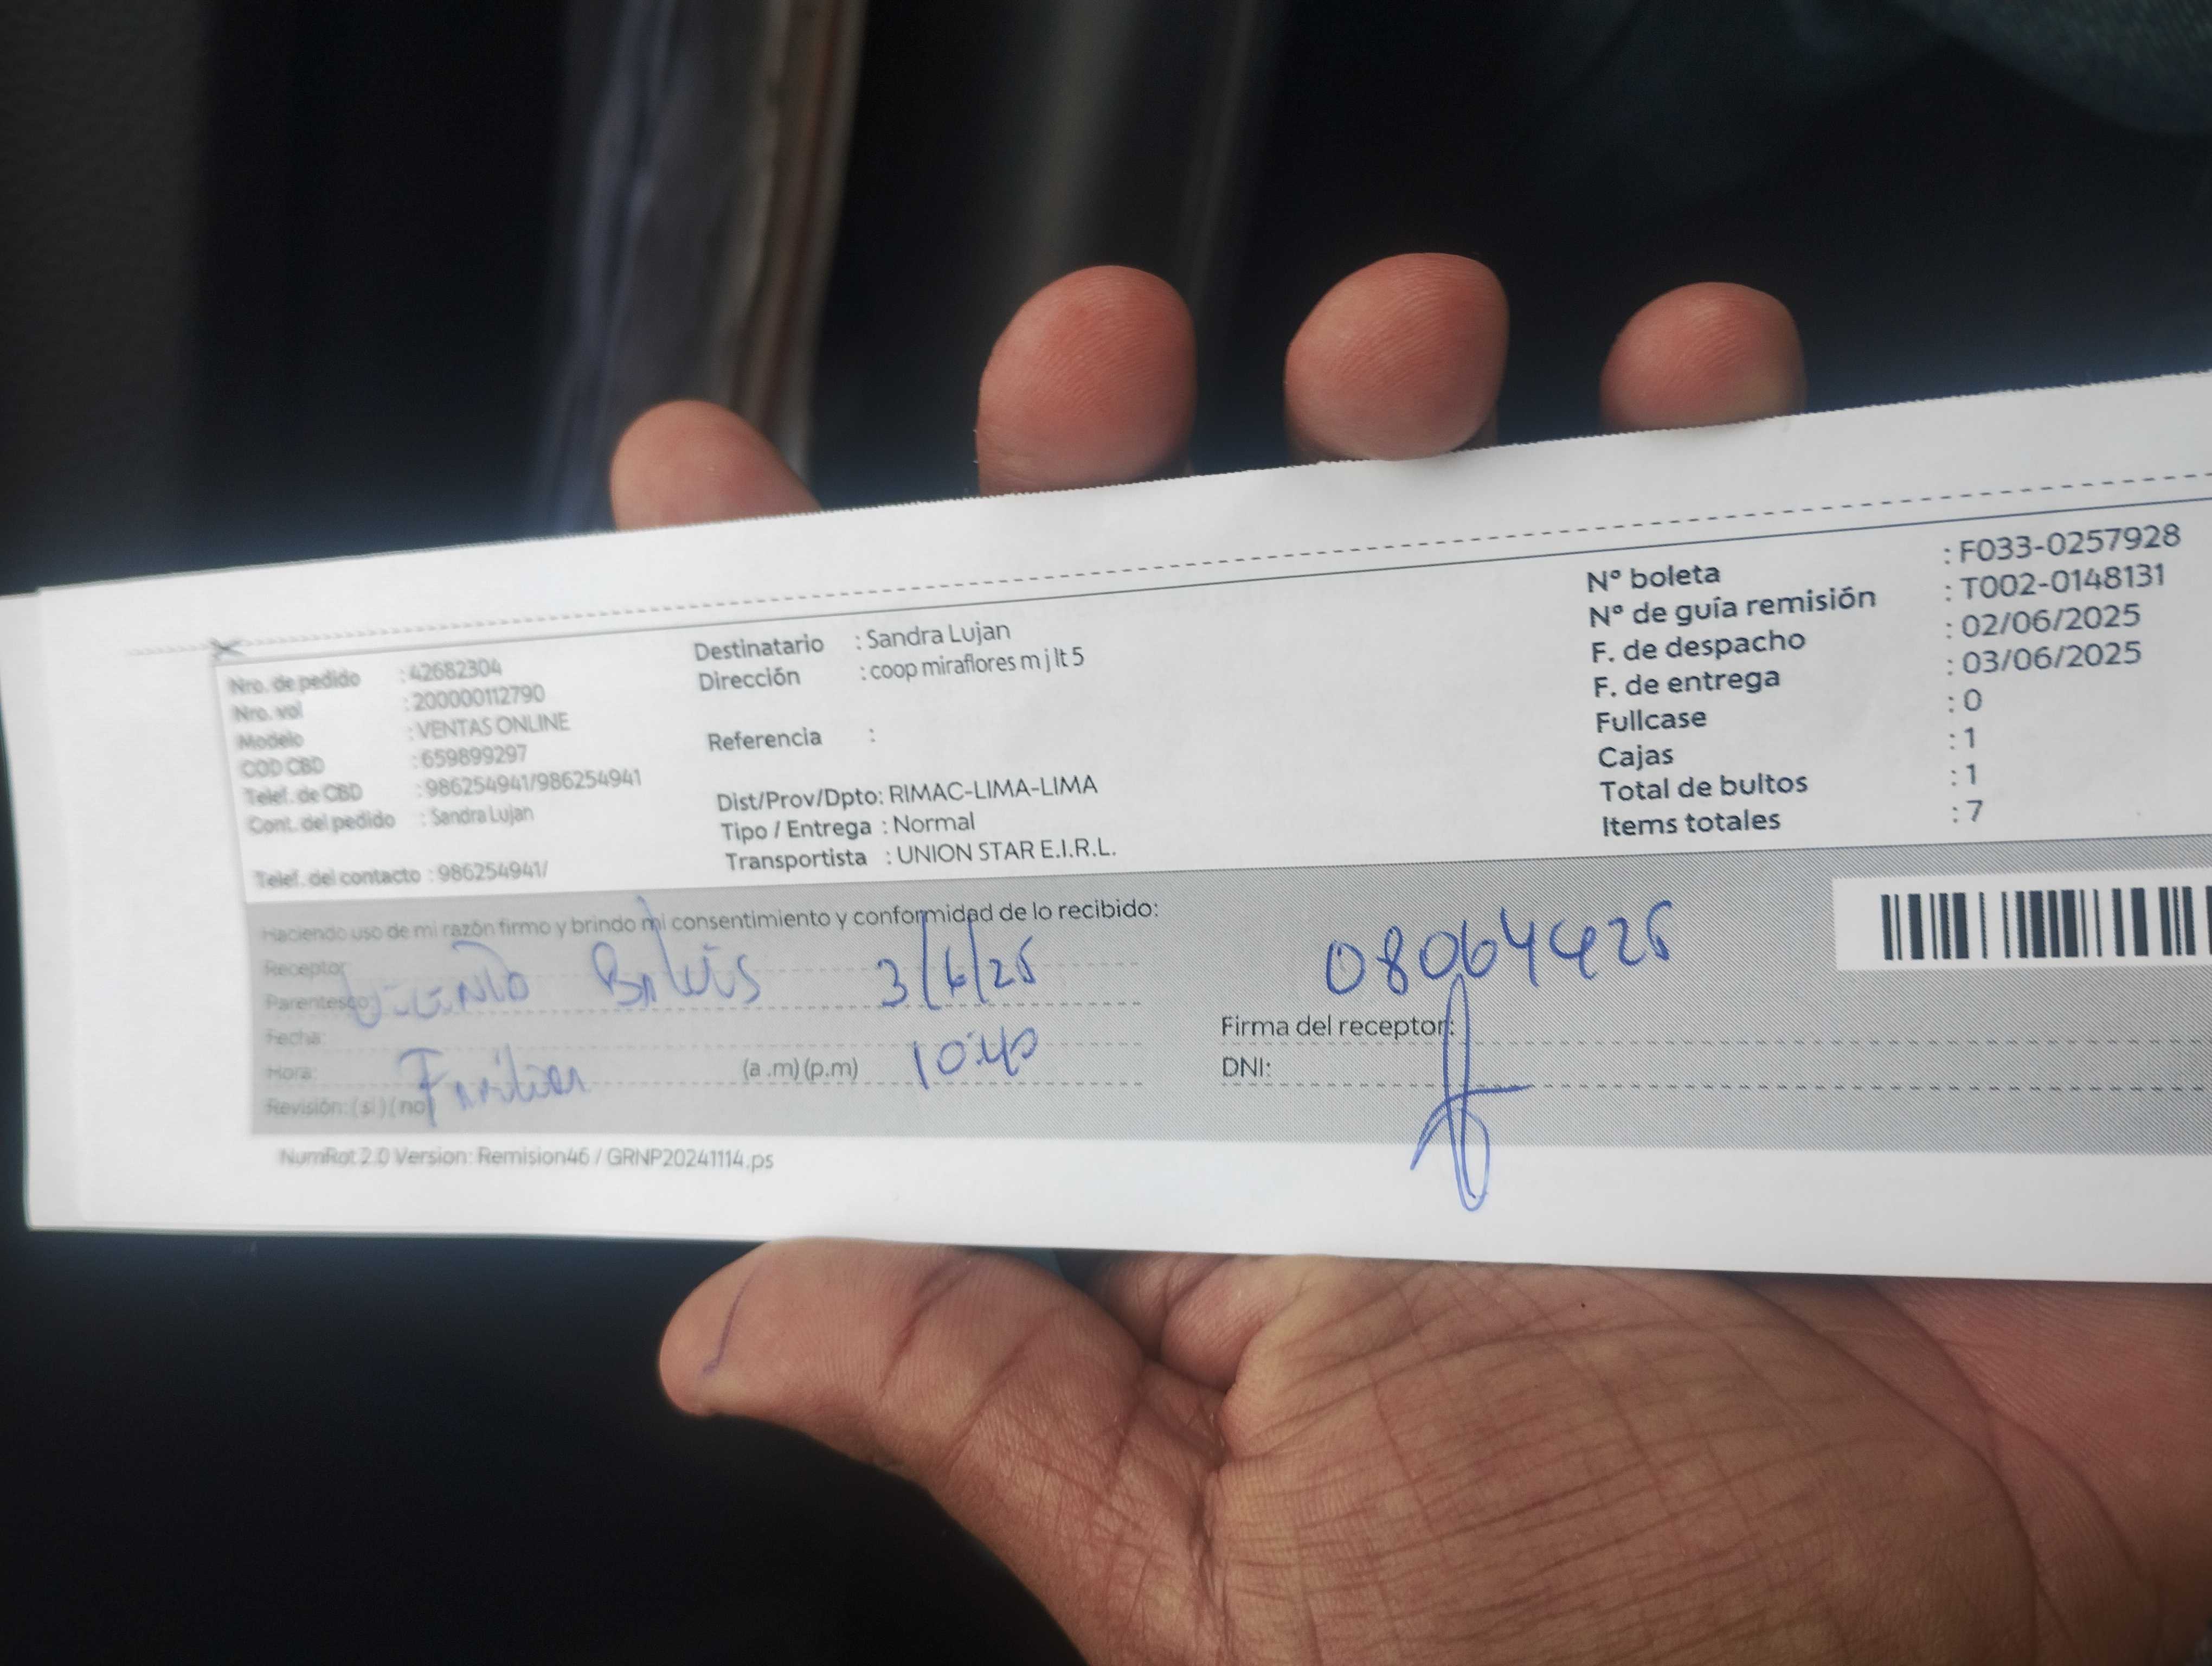 Nro. de pedido : 42682304
Nro. vol : 200000112790
Modelo : VENTAS ONLINE
COD CBD : 659899297
Telef. de CBD : 986254941/986254941
Cont. del pedido : Sandra Lujan
Telef. del contacto : 986254941/
Destinatario : Sandra Lujan
Dirección : coop miraflores m j lt 5
Referencia :
Dist/Prov/Dpto: RIMAC-LIMA-LIMA
Tipo / Entrega : Normal
Transportista : UNION STAR E.I.R.L.
Nº boleta : F033-0257928
Nº de guía remisión : T002-0148131
F. de despacho : 02/06/2025
F. de entrega : 03/06/2025
Fullcase : 0
Cajas : 1
Total de bultos : 1
Items totales : 7
Haciendo uso de mi razón firmo y brindo mi consentimiento y conformidad de lo recibido:
Receptor
Parentesco:
3/6/25
Fecha:
Hora: (a .m) (p.m) 10:40
Revisión: (si) (no)
08064425
Firma del receptor:
DNI:
NumRot 2.0 Version: Remision46 / GRNP20241114.ps